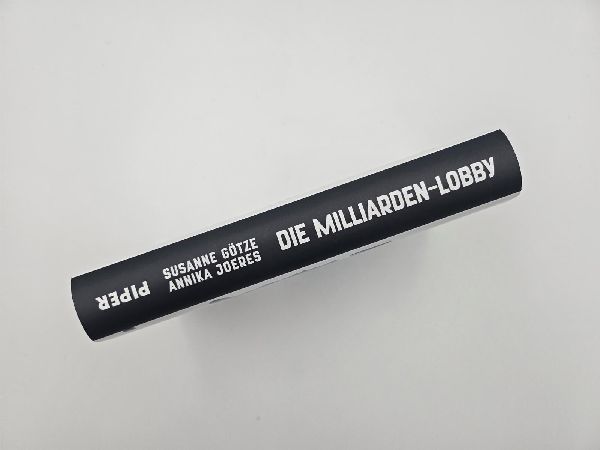 SUSANNE GÖTZE
ANNIKA JOERES
DIE MILLIARDEN-LOBBY
PIPER